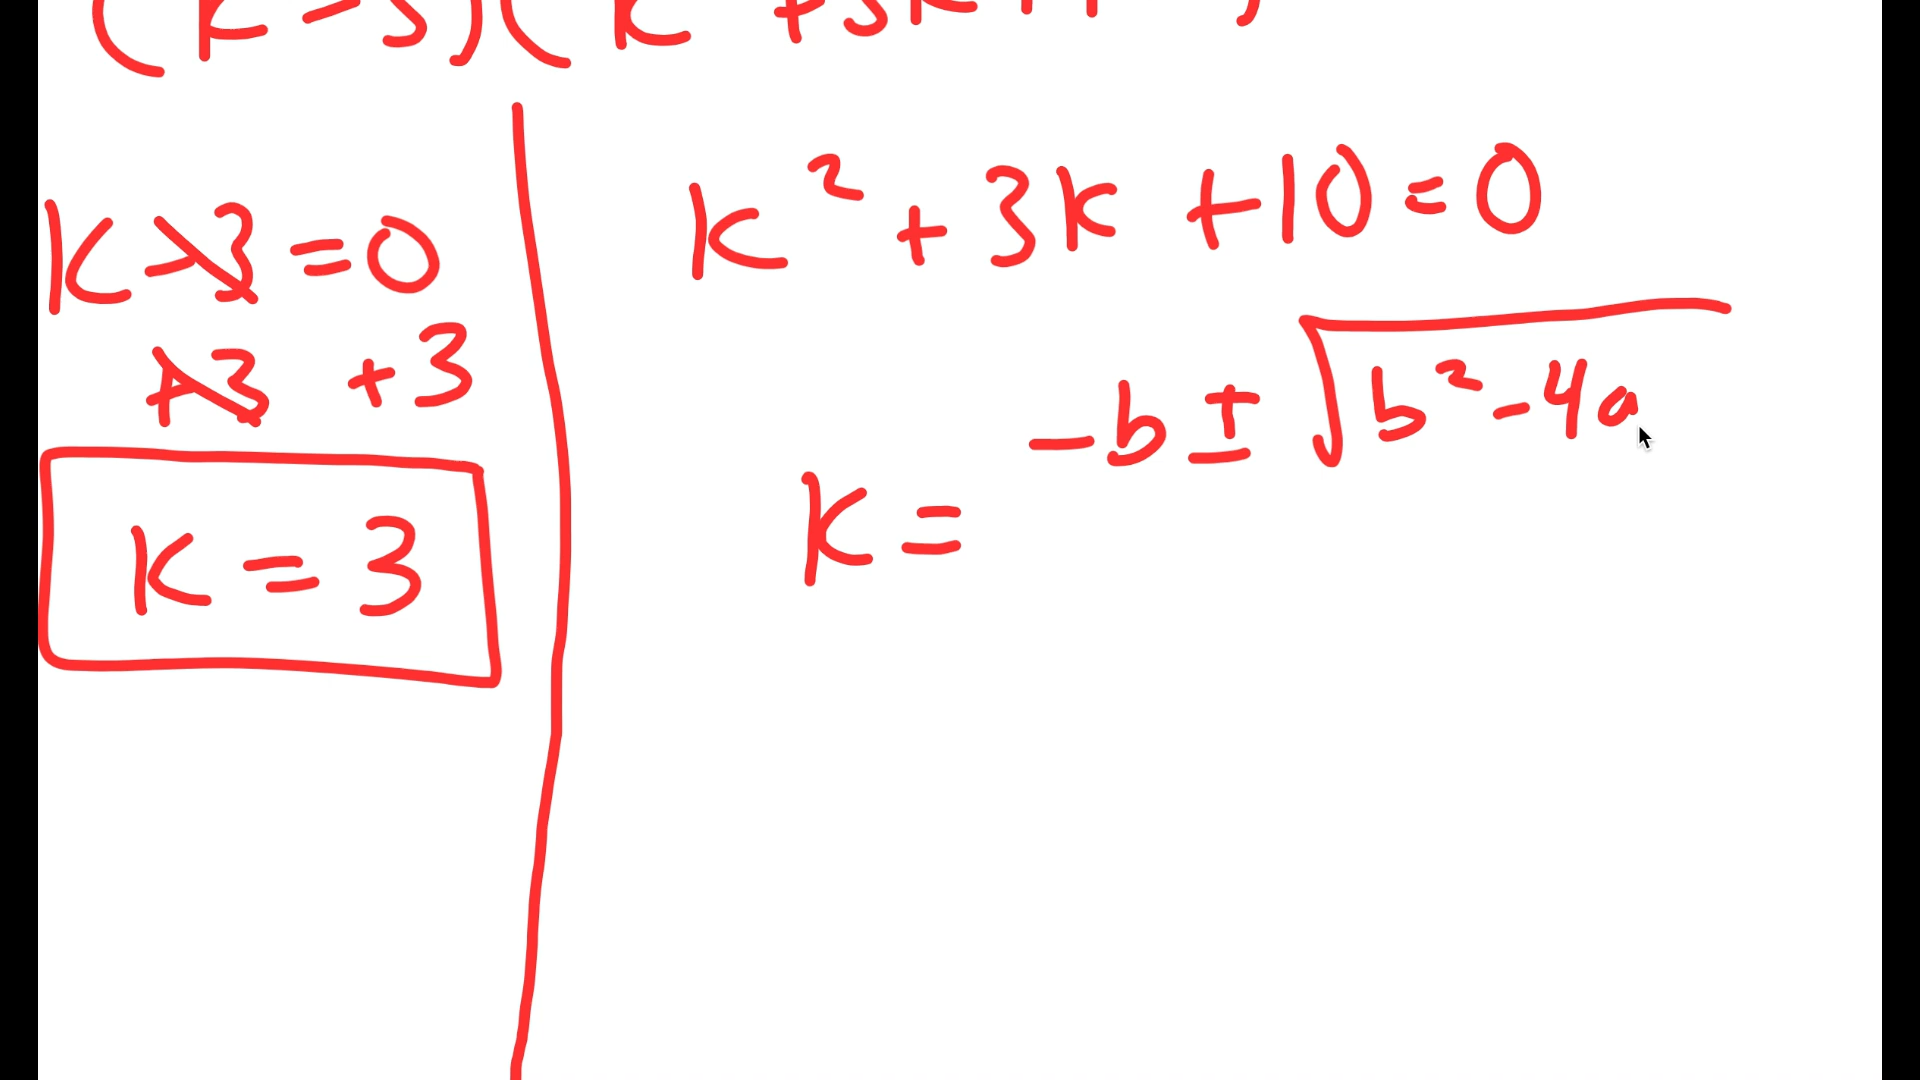 k - 3 = 0
+3 +3
k = 3
k² + 3k + 10 = 0
k = -b ± √b² - 4a